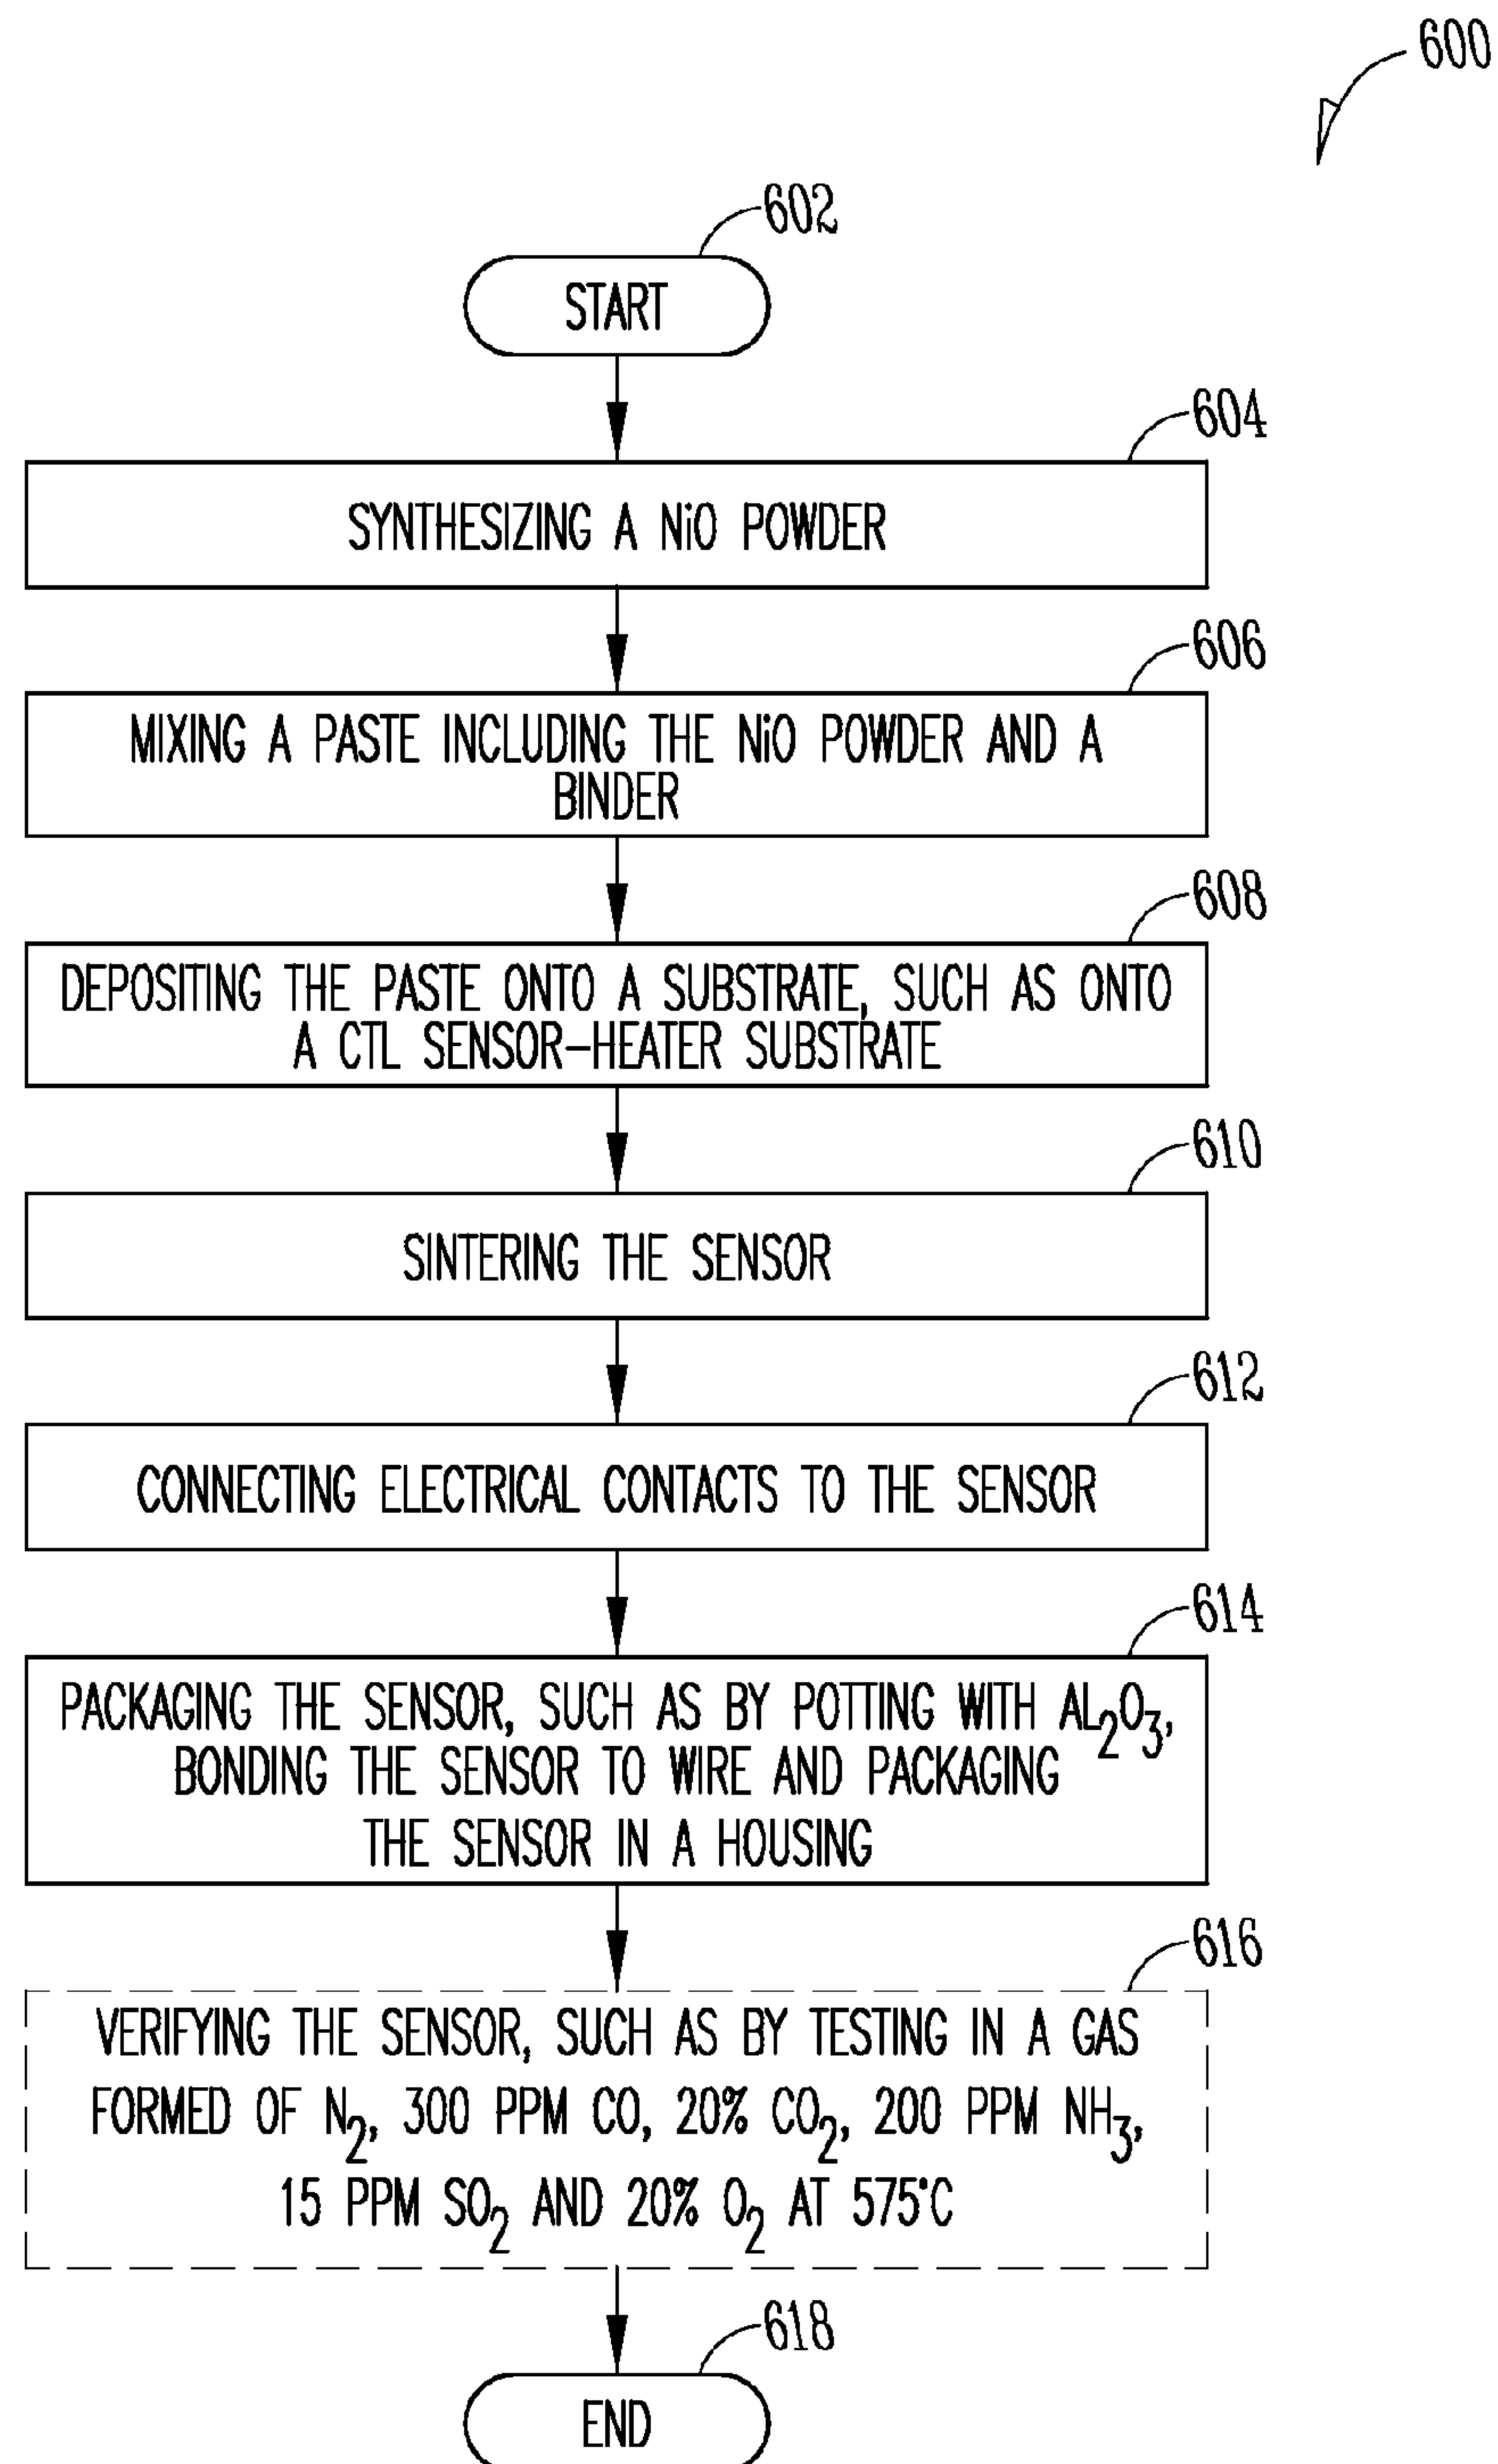 600
602
START
604
SYNTHESIZING A NiO POWDER
606
MIXING A PASTE INCLUDING THE NiO POWDER AND A
BINDER
608
DEPOSITING THE PASTE ONTO A SUBSTRATE, SUCH AS ONTO
A CTL SENSOR-HEATER SUBSTRATE
610
SINTERING THE SENSOR
612
CONNECTING ELECTRICAL CONTACTS TO THE SENSOR
614
PACKAGING THE SENSOR, SUCH AS BY POTTING WITH AL₂O₃,
BONDING THE SENSOR TO WIRE AND PACKAGING
THE SENSOR IN A HOUSING
616
VERIFYING THE SENSOR, SUCH AS BY TESTING IN A GAS
FORMED OF N₂, 300 PPM CO, 20% CO₂, 200 PPM NH₃,
15 PPM SO₂ AND 20% O₂ AT 575°C
618
END